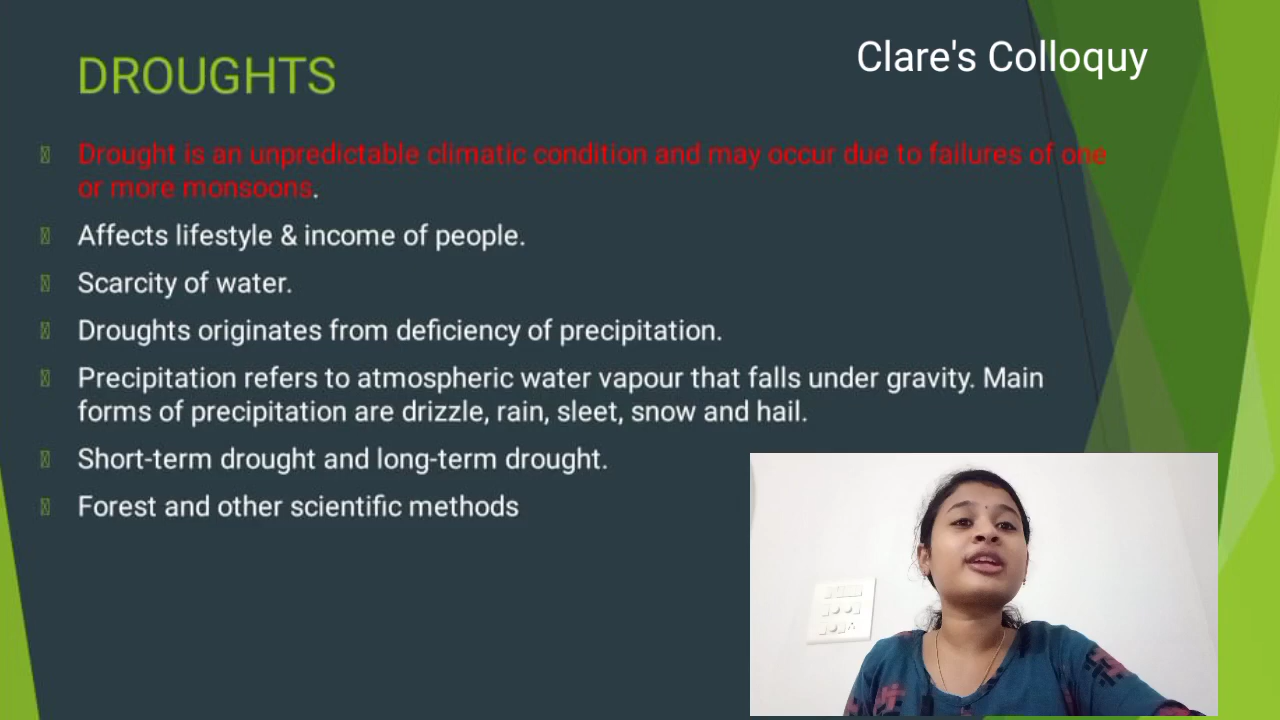 Clare's Colloquy
DROUGHTS
Drought is an unpredictable climatic condition and may occur due to failures of one
or more monsoons.
Affects lifestyle & income of people.
Scarcity of water.
Droughts originates from deficiency of precipitation.
Precipitation refers to atmospheric water vapour that falls under gravity. Main
forms of precipitation are drizzle, rain, sleet, snow and hail.
Short-term drought and long-term drought.
Forest and other scientific methods